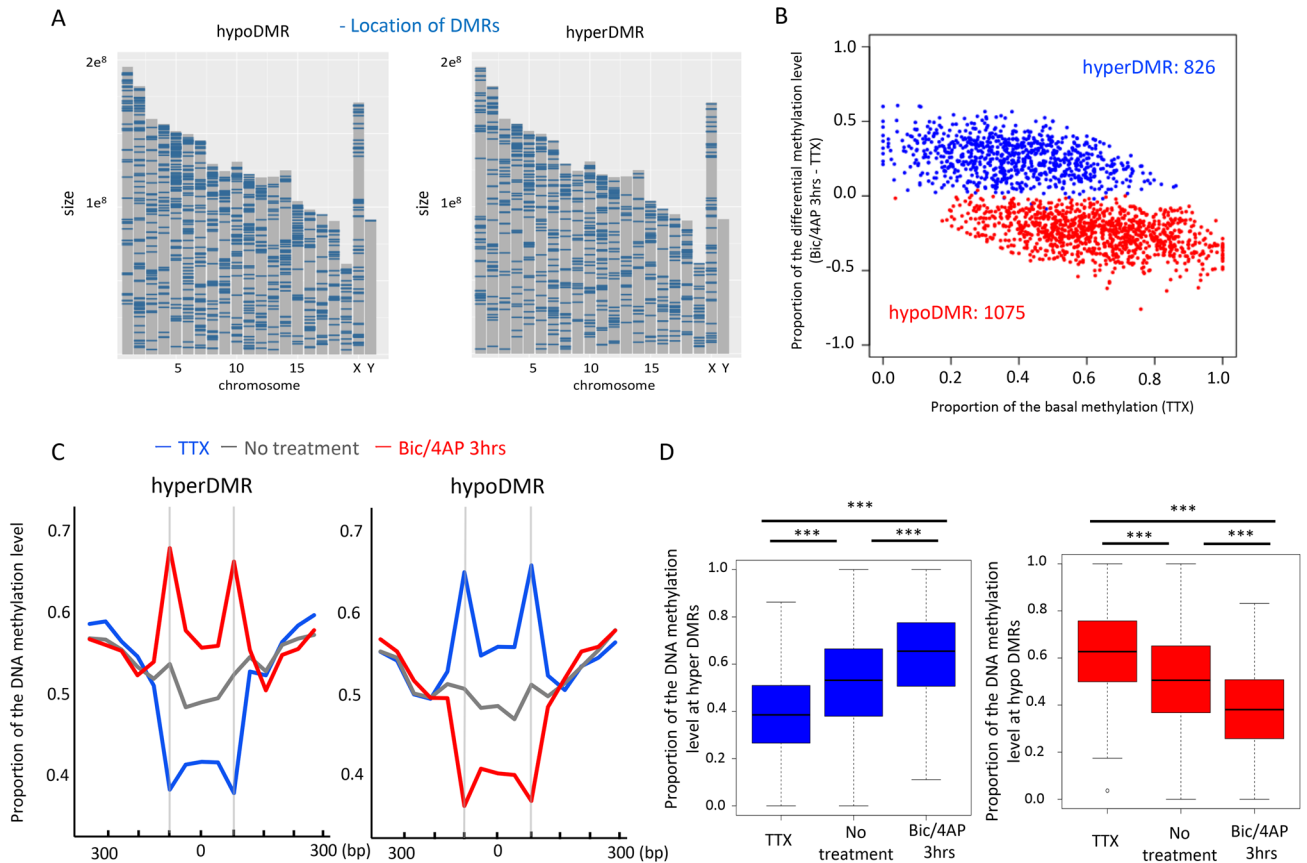 A
hypoDMR
- Location of DMRs
hyperDMR
2e⁸
1e⁸
size
5
10
15
X Y
chromosome
2e⁸
1e⁸
size
5
10
15
X Y
chromosome
B
1.0
0.5
0.0
-0.5
-1.0
Proportion of the differential methylation level
(Bic/4AP 3hrs - TTX)
hyperDMR: 826
hypoDMR: 1075
0.0
0.2
0.4
0.6
0.8
1.0
Proportion of the basal methylation (TTX)
C
TTX
No treatment
Bic/4AP 3hrs
hyperDMR
Proportion of the DNA methylation level
0.7
0.6
0.5
0.4
300
0
300 (bp)
hypoDMR
0.7
0.6
0.5
0.4
300
0
300 (bp)
D
***
***
***
Proportion of the DNA methylation
level at hyper DMRs
1.0
0.8
0.6
0.4
0.2
0.0
TTX
No
treatment
Bic/4AP
3hrs
***
***
***
Proportion of the DNA methylation
level at hypo DMRs
1.0
0.8
0.6
0.4
0.2
0.0
TTX
No
treatment
Bic/4AP
3hrs